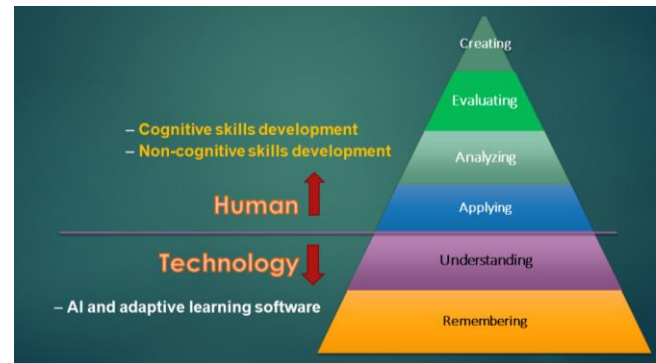 Creating
Evaluating
– Cognitive skills development
– Non-cognitive skills development
Analyzing
Human
Applying
Technology
Understanding
– AI and adaptive learning software
Remembering